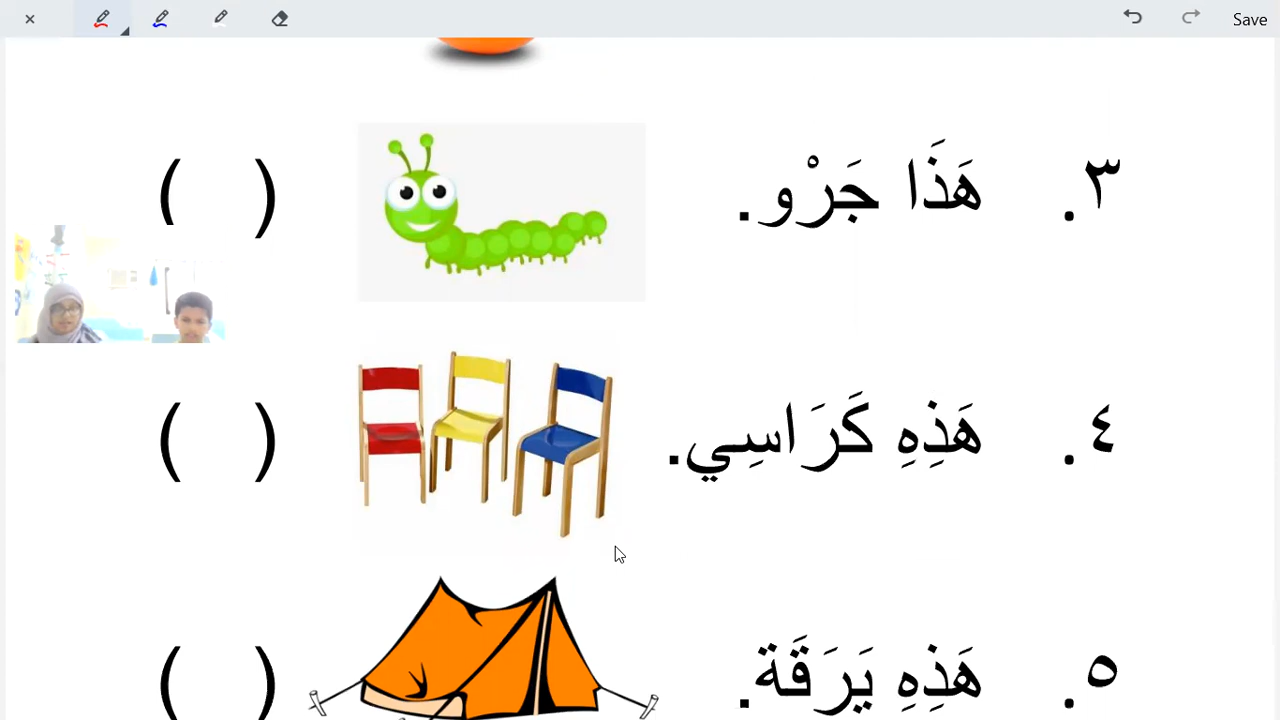 Save
٣. هَذَا جَرْو. ( )
٤. هَذِهِ كَرَاسِي. ( )
٥. هَذِهِ يَرَقَة. ( )